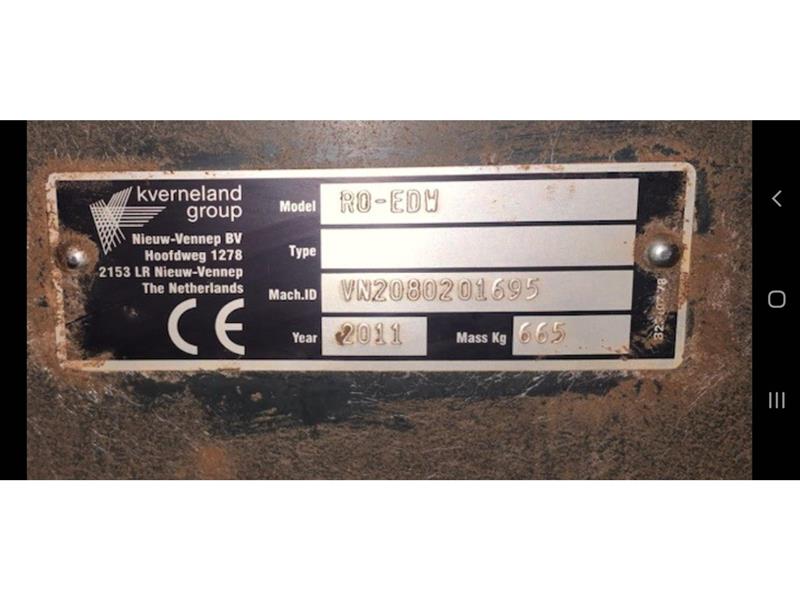 kverneland
group
Nieuw-Vennep BV
Hoofdweg 1278
2153 LR Nieuw-Vennep
The Netherlands
CE
Model RO-EDW
Type
Mach.ID VN2080201695
Year 2011 Mass Kg 665